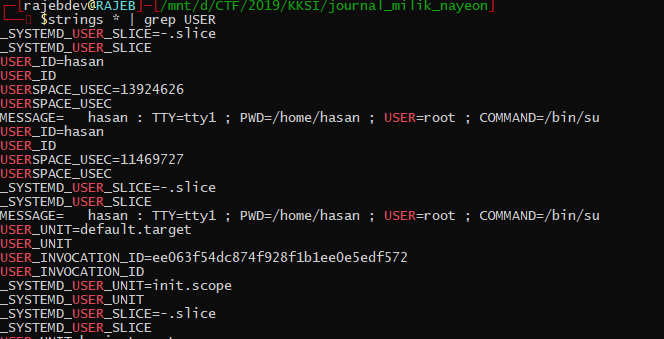 [rajebdev@RAJEB]-[/mnt/d/CTF/2019/KKSI/journal_milik_nayeon]
$strings * | grep USER
_SYSTEMD_USER_SLICE=-.slice
_SYSTEMD_USER_SLICE
USER_ID=hasan
USER_ID
USERSPACE_USEC=13924626
USERSPACE_USEC
MESSAGE=   hasan : TTY=tty1 ; PWD=/home/hasan ; USER=root ; COMMAND=/bin/su
USER_ID=hasan
USER_ID
USERSPACE_USEC=11469727
USERSPACE_USEC
_SYSTEMD_USER_SLICE=-.slice
_SYSTEMD_USER_SLICE
MESSAGE=   hasan : TTY=tty1 ; PWD=/home/hasan ; USER=root ; COMMAND=/bin/su
USER_UNIT=default.target
USER_UNIT
USER_INVOCATION_ID=ee063f54dc874f928f1b1ee0e5edf572
USER_INVOCATION_ID
_SYSTEMD_USER_UNIT=init.scope
_SYSTEMD_USER_UNIT
_SYSTEMD_USER_SLICE=-.slice
_SYSTEMD_USER_SLICE